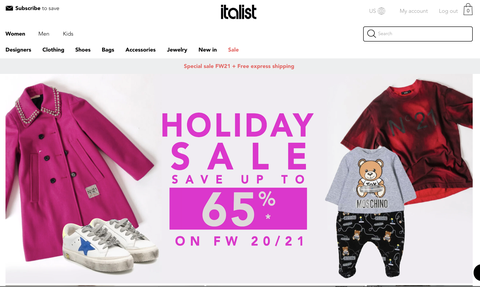 Subscribe to save
italist
US
My account
Log out
0
Women
Men
Kids
Search
Designers
Clothing
Shoes
Bags
Accessories
Jewelry
New in
Sale
Special sale FW21 + Free express shipping
HOLIDAY
SALE
SAVE UP TO
65%*
ON FW 20/21
MOSCHINO